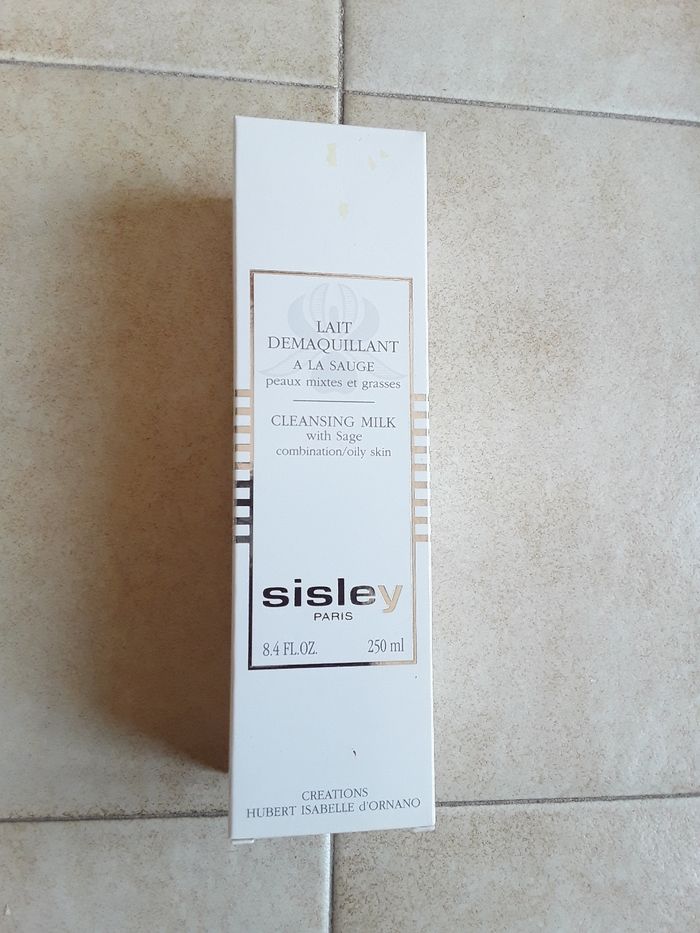 LAIT
DEMAQUILLANT
A LA SAUGE
peaux mixtes et grasses
CLEANSING MILK
with Sage
combination/oily skin
sisley
PARIS
8.4 FL.OZ. 250 ml
CREATIONS
HUBERT ISABELLE d'ORNANO